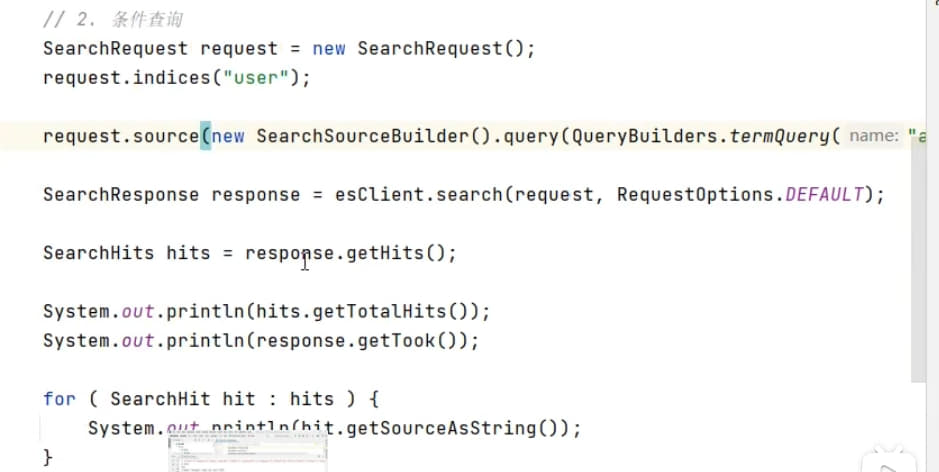 // 2. 条件查询
SearchRequest request = new SearchRequest();
request.indices("user");
request.source(new SearchSourceBuilder().query(QueryBuilders.termQuery( name: "a
SearchResponse response = esClient.search(request, RequestOptions.DEFAULT);
SearchHits hits = response.getHits();
System.out.println(hits.getTotalHits());
System.out.println(response.getTook());
for ( SearchHit hit : hits ) {
System.out.println(hit.getSourceAsString());
}